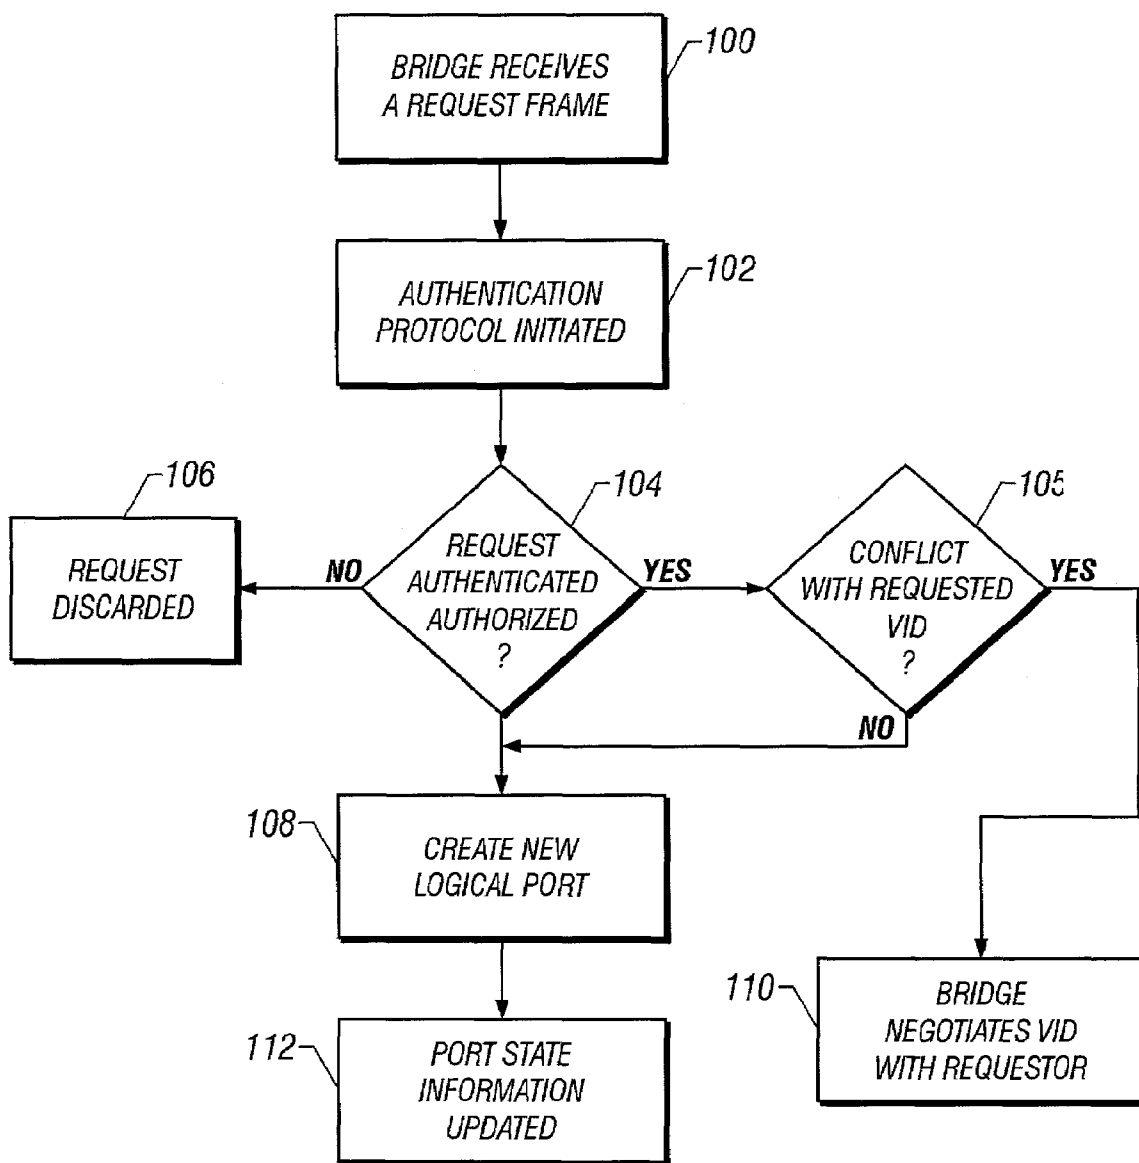 100
BRIDGE RECEIVES
A REQUEST FRAME
102
AUTHENTICATION
PROTOCOL INITIATED
106
REQUEST
DISCARDED
NO
104
REQUEST
AUTHENTICATED
AUTHORIZED
?
YES
105
CONFLICT
WITH REQUESTED
VID
?
YES
NO
108
CREATE NEW
LOGICAL PORT
110
BRIDGE
NEGOTIATES VID
WITH REQUESTOR
112
PORT STATE
INFORMATION
UPDATED